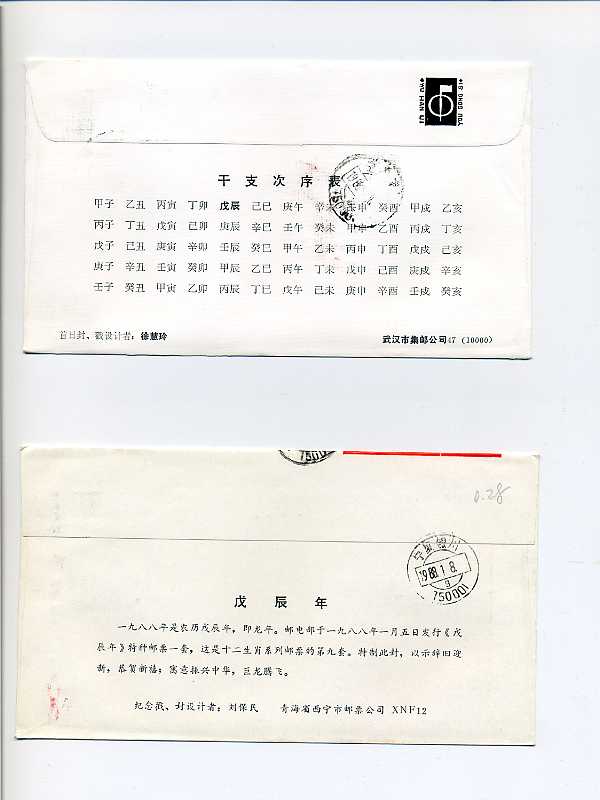 干支次序表
甲子 乙丑 丙寅 丁卯 戊辰 己巳 庚午 辛未 壬申 癸酉 甲戌 乙亥
丙子 丁丑 戊寅 己卯 庚辰 辛巳 壬午 癸未 甲申 乙酉 丙戌 丁亥
戊子 己丑 庚寅 辛卯 壬辰 癸巳 甲午 乙未 丙申 丁酉 戊戌 己亥
庚子 辛丑 壬寅 癸卯 甲辰 乙巳 丙午 丁未 戊申 己酉 庚戌 辛亥
壬子 癸丑 甲寅 乙卯 丙辰 丁巳 戊午 己未 庚申 辛酉 壬戌 癸亥
首日封、戳设计者：徐慧玲 武汉市集邮公司47（10000）
7500
0.28
宁夏银川
1988.1.8.
9
750001
戊辰年
一九八八年是农历戊辰年，即龙年。邮电部于一九八八年一月五日发行《戊
辰年》特种邮票一套，这是十二生肖系列邮票的第九套。特制此封，以示辞旧迎
新，恭贺新禧；寓意振兴中华，巨龙腾飞。
纪念戳、封设计者：刘保民 青海省西宁市邮票公司 XNF12